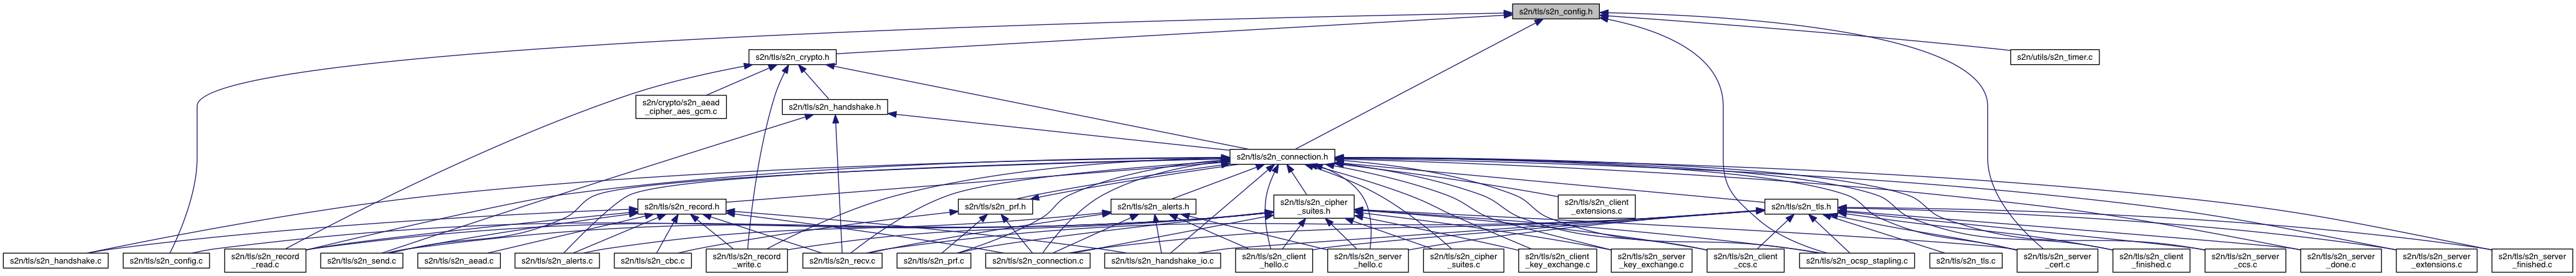 s2n/tls/s2n_config.h
s2n/tls/s2n_crypto.h
s2n/utils/s2n_timer.c
s2n/crypto/s2n_aead
_cipher_aes_gcm.c
s2n/tls/s2n_handshake.h
s2n/tls/s2n_connection.h
s2n/tls/s2n_record.h
s2n/tls/s2n_prf.h
s2n/tls/s2n_alerts.h
s2n/tls/s2n_cipher
_suites.h
s2n/tls/s2n_client
_extensions.c
s2n/tls/s2n_tls.h
s2n/tls/s2n_handshake.c
s2n/tls/s2n_config.c
s2n/tls/s2n_record
_read.c
s2n/tls/s2n_send.c
s2n/tls/s2n_aead.c
s2n/tls/s2n_alerts.c
s2n/tls/s2n_cbc.c
s2n/tls/s2n_record
_write.c
s2n/tls/s2n_recv.c
s2n/tls/s2n_prf.c
s2n/tls/s2n_connection.c
s2n/tls/s2n_handshake_io.c
s2n/tls/s2n_client
_hello.c
s2n/tls/s2n_server
_hello.c
s2n/tls/s2n_cipher
_suites.c
s2n/tls/s2n_client
_key_exchange.c
s2n/tls/s2n_server
_key_exchange.c
s2n/tls/s2n_client
_ccs.c
s2n/tls/s2n_ocsp_stapling.c
s2n/tls/s2n_tls.c
s2n/tls/s2n_server
_cert.c
s2n/tls/s2n_client
_finished.c
s2n/tls/s2n_server
_ccs.c
s2n/tls/s2n_server
_done.c
s2n/tls/s2n_server
_extensions.c
s2n/tls/s2n_server
_finished.c